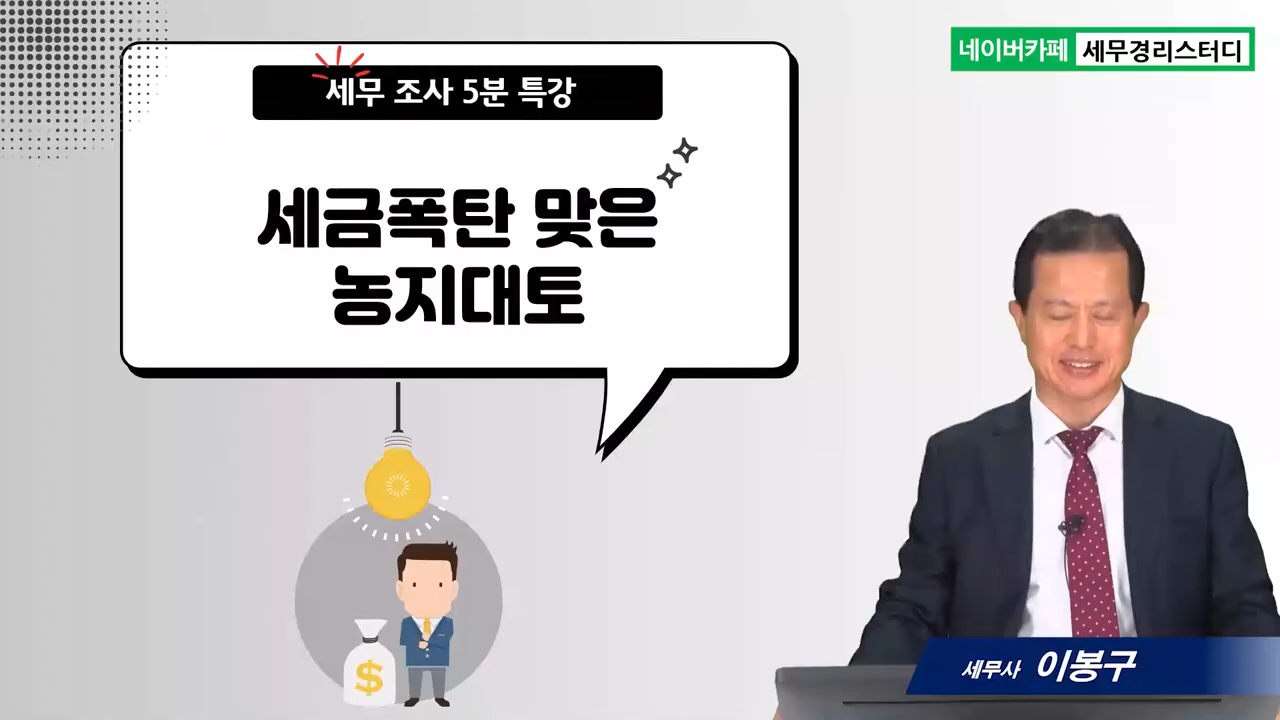 네이버카페 세무경리스터디
세무 조사 5분 특강
세금폭탄 맞은
농지대토
$
세무사 이봉구